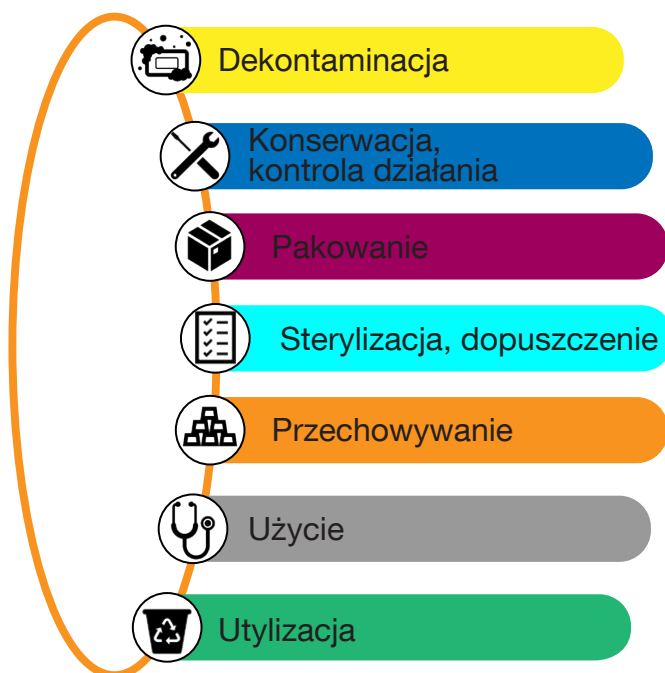 Dekontaminacja
Konserwacja,
kontrola działania
Pakowanie
Sterylizacja, dopuszczenie
Przechowywanie
Użycie
Utylizacja